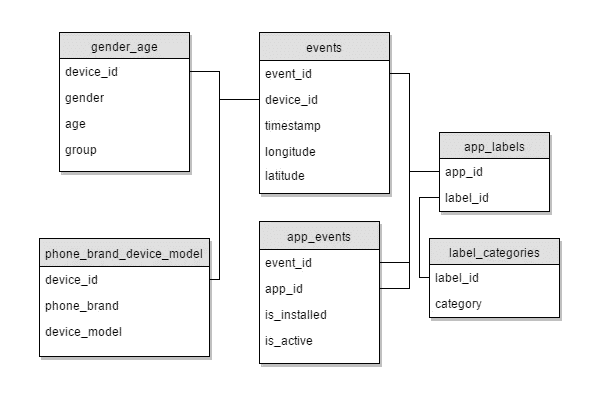 gender_age
device_id
gender
age
group
events
event_id
device_id
timestamp
longitude
latitude
app_labels
app_id
label_id
phone_brand_device_model
device_id
phone_brand
device_model
app_events
event_id
app_id
is_installed
is_active
label_categories
label_id
category